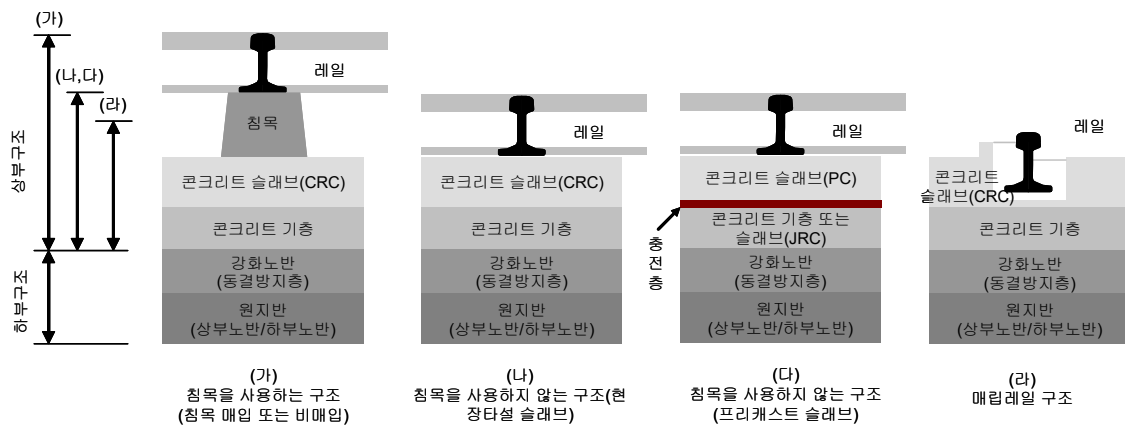 (가)
(나,다)
(라)
상부구조
하부구조
레일
침목
콘크리트 슬래브(CRC)
콘크리트 기층
강화노반
(동결방지층)
원지반
(상부노반/하부노반)
(가)
침목을 사용하는 구조
(침목 매입 또는 비매입)
레일
콘크리트 슬래브(CRC)
콘크리트 기층
강화노반
(동결방지층)
원지반
(상부노반/하부노반)
(나)
침목을 사용하지 않는 구조(현
장타설 슬래브)
레일
콘크리트 슬래브(PC)
콘크리트 기층 또는
슬래브(JRC)
충전층
강화노반
(동결방지층)
원지반
(상부노반/하부노반)
(다)
침목을 사용하지 않는 구조
(프리캐스트 슬래브)
레일
콘크리트
슬래브(CRC)
콘크리트 기층
강화노반
(동결방지층)
원지반
(상부노반/하부노반)
(라)
매립레일 구조